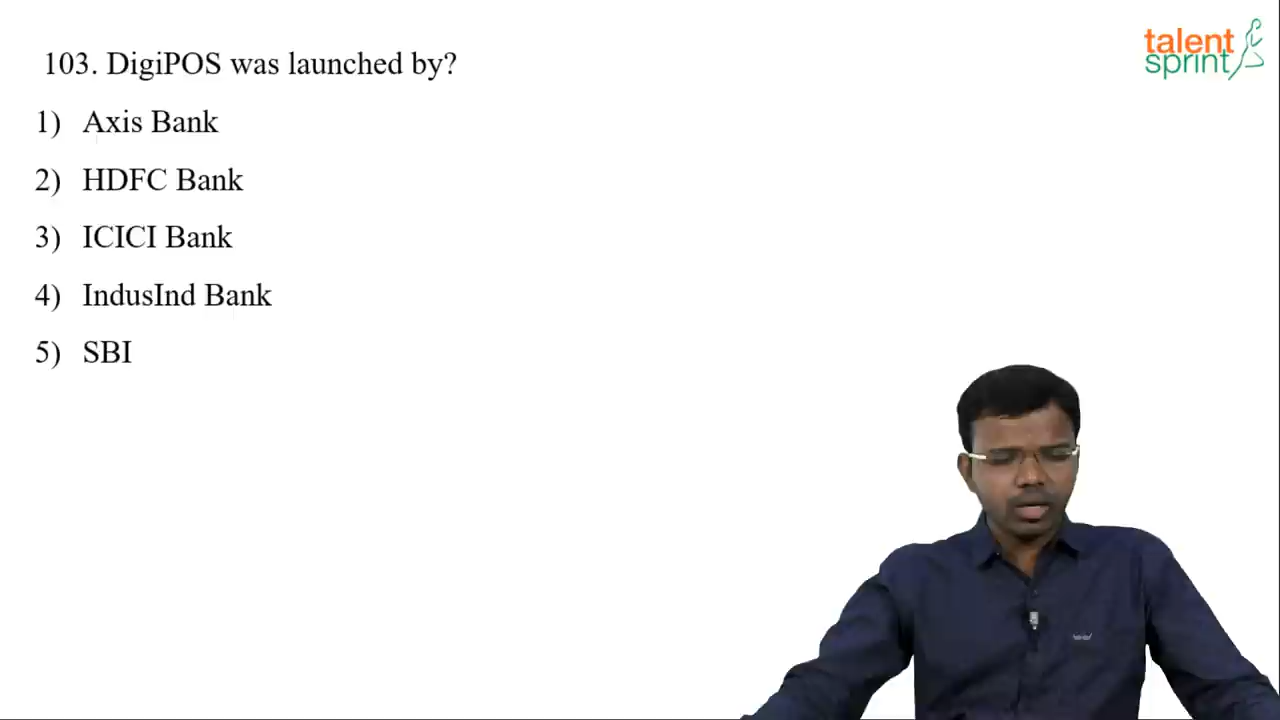 103. DigiPOS was launched by?
talent
sprint
1) Axis Bank
2) HDFC Bank
3) ICICI Bank
4) IndusInd Bank
5) SBI